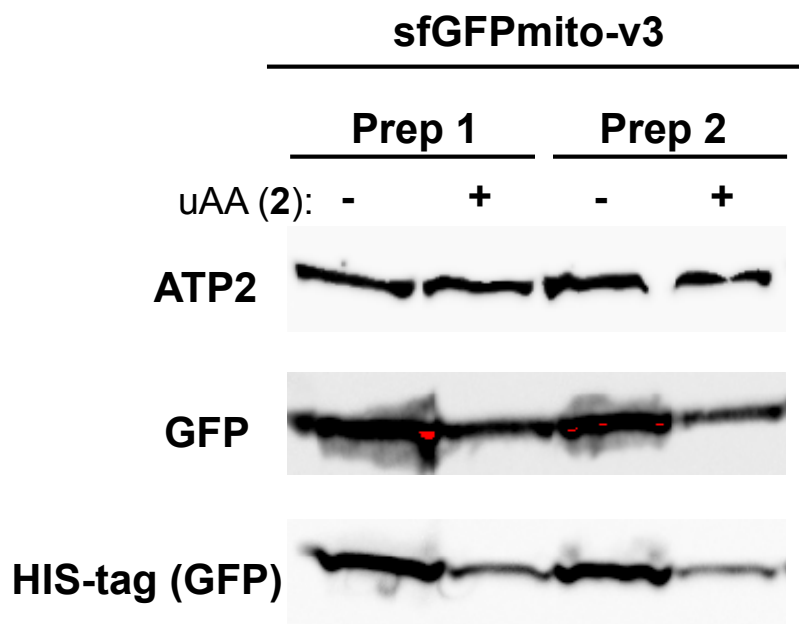 sfGFPmito-v3
Prep 1 Prep 2
uAA (2): - + - +
ATP2
GFP
HIS-tag (GFP)